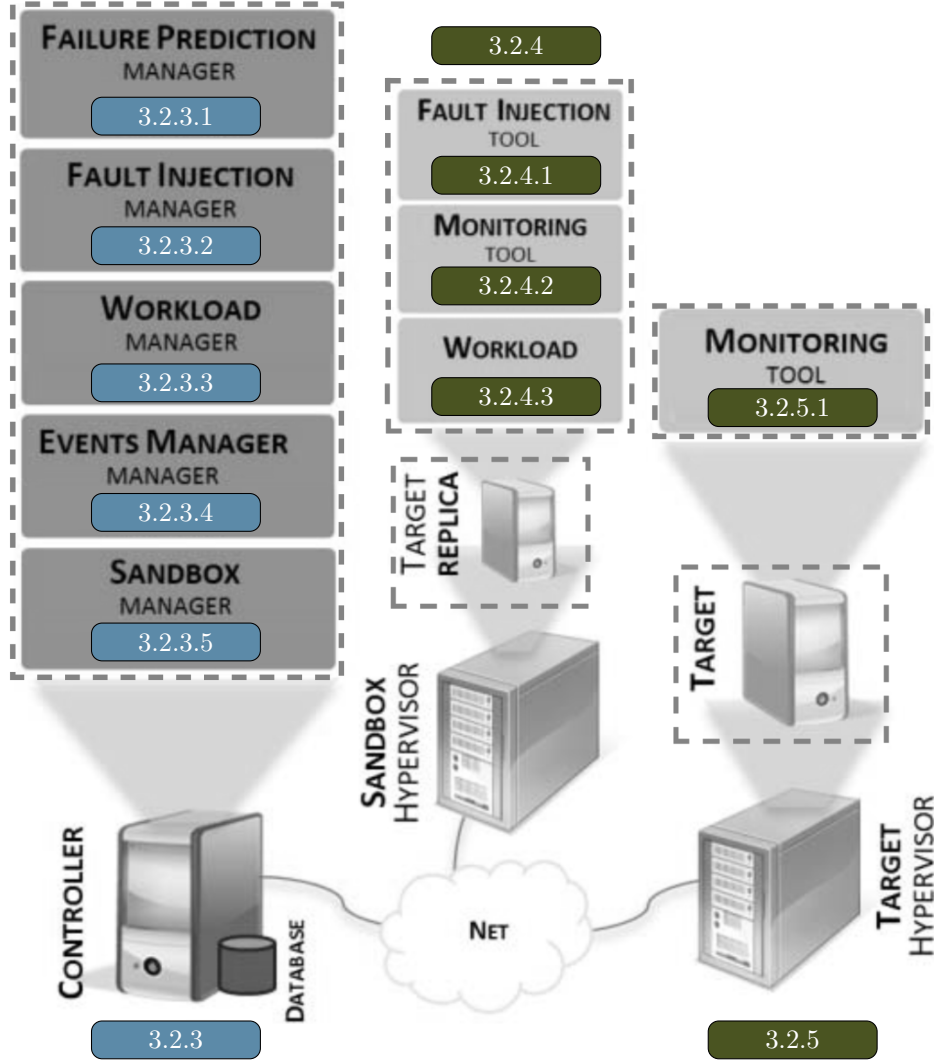 FAILURE PREDICTION
MANAGER
3.2.3.1
FAULT INJECTION
MANAGER
3.2.3.2
WORKLOAD
MANAGER
3.2.3.3
EVENTS MANAGER
MANAGER
3.2.3.4
SANDBOX
MANAGER
3.2.3.5
CONTROLLER
DATABASE
3.2.3
3.2.4
FAULT INJECTION
TOOL
3.2.4.1
MONITORING
TOOL
3.2.4.2
WORKLOAD
3.2.4.3
TARGET
REPLICA
SANDBOX
HYPERVISOR
NET
MONITORING
TOOL
3.2.5.1
TARGET
TARGET
HYPERVISOR
3.2.5